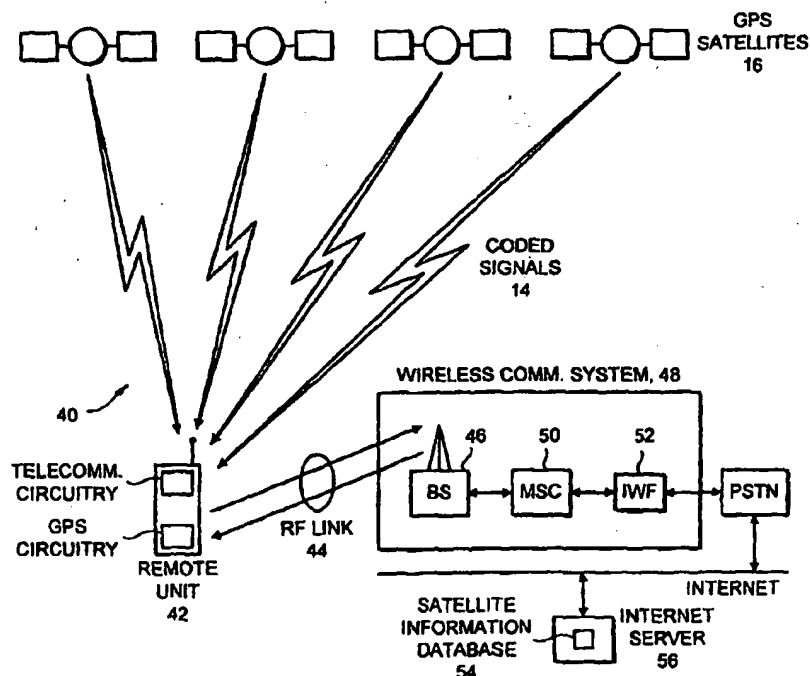 GPS
SATELLITES
16
CODED
SIGNALS
14
WIRELESS COMM. SYSTEM, 48
40
46
50
52
TELECOMM.
CIRCUITRY
BS
MSC
IWF
PSTN
GPS
CIRCUITRY
RF LINK
44
REMOTE
UNIT
42
INTERNET
SATELLITE
INFORMATION
DATABASE
54
INTERNET
SERVER
56